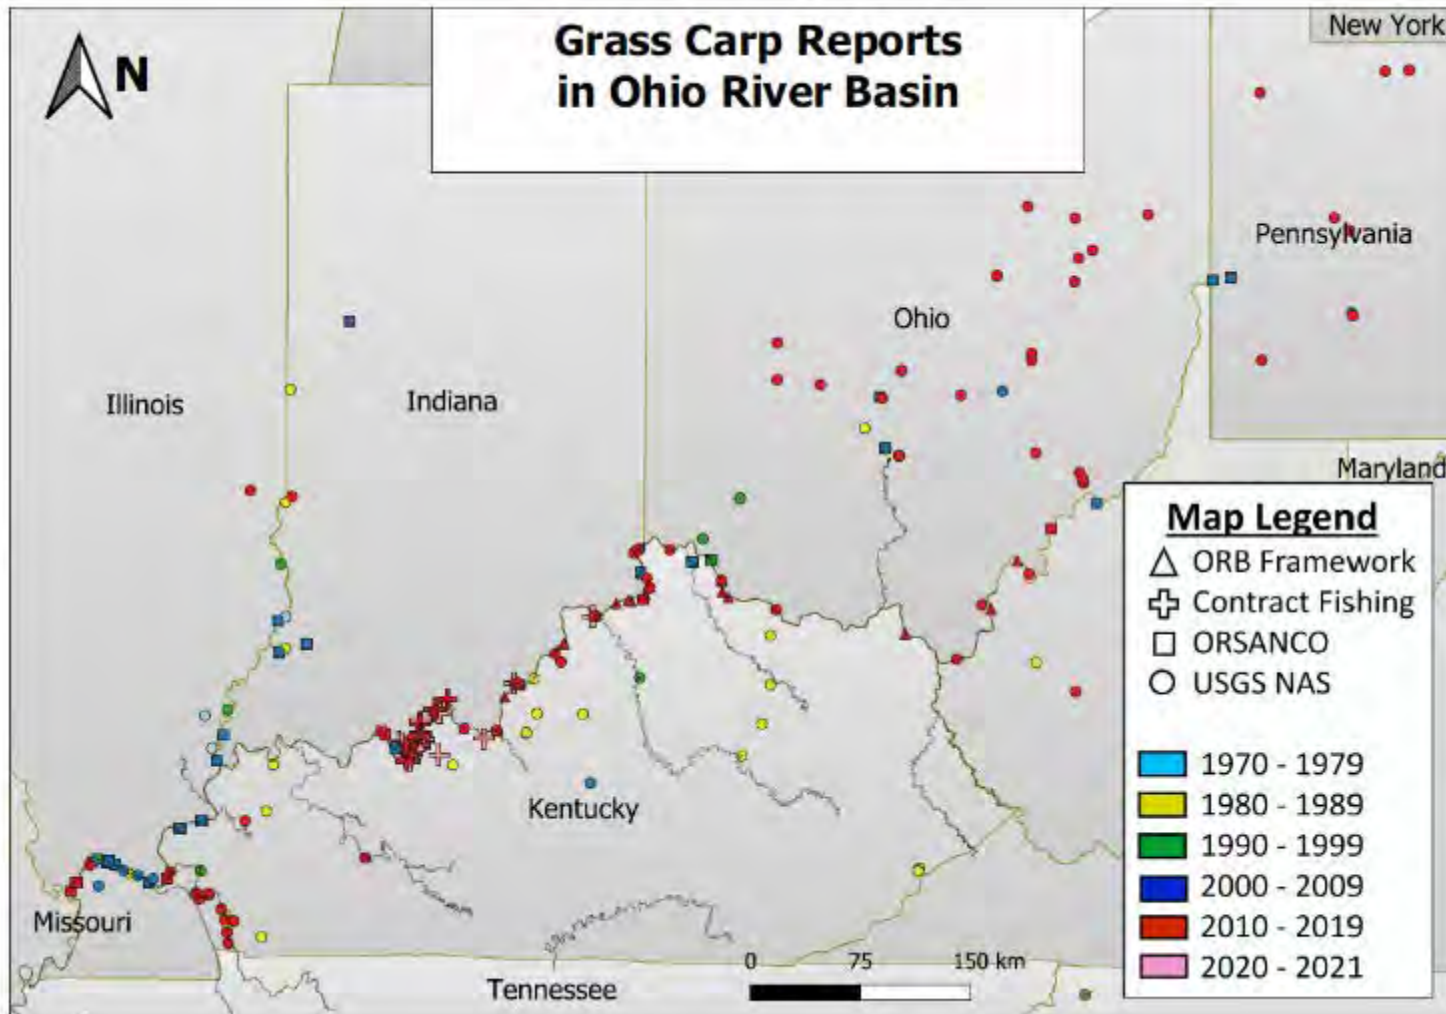 Grass Carp Reports
in Ohio River Basin
N
New York
Pennsylvania
Ohio
Illinois
Indiana
Maryland
Kentucky
Missouri
Tennessee
0 75 150 km
Map Legend
ORB Framework
Contract Fishing
ORSANCO
USGS NAS
1970 - 1979
1980 - 1989
1990 - 1999
2000 - 2009
2010 - 2019
2020 - 2021